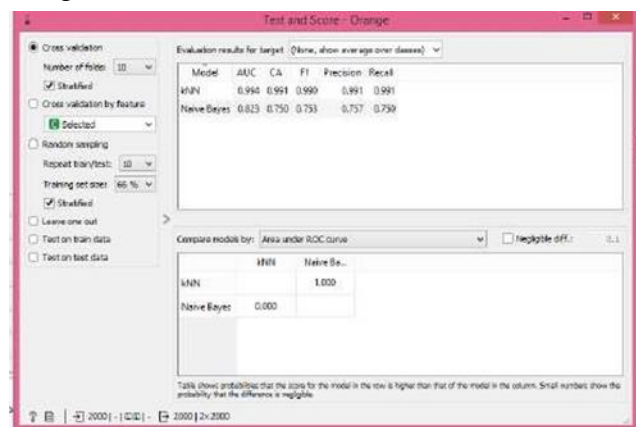 Test and Score - Orange
Cross validation
Number of folds: 10
Stratified
Cross validation by feature
Selected
Random sampling
Repeat train/test: 10
Training set size: 66 %
Stratified
Leave one out
Test on train data
Test on test data
Evaluation results for target (None, show average over classes)
Model AUC CA F1 Precision Recall
kNN 0.994 0.991 0.990 0.991 0.991
Naive Bayes 0.823 0.750 0.753 0.757 0.750
>
Compare models by: Area under ROC curve
Negligible diff.:
kNN Naive Ba...
kNN 1.000
Naive Bayes 0.000
Table shows probabilities that the score for the model in the row is higher than that of the model in the column. Small numbers show the
probability that the difference is negligible.
? 2000 | - | - 2000 | 2×2000